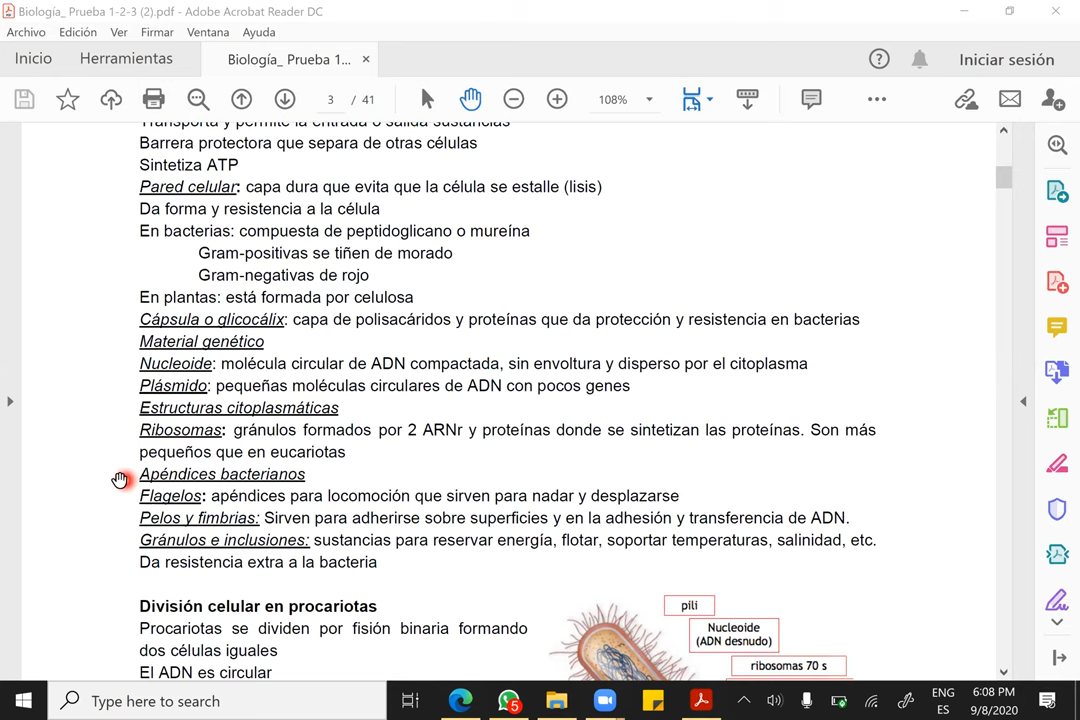 Biología_ Prueba 1-2-3 (2).pdf - Adobe Acrobat Reader DC
Archivo Edición Ver Firmar Ventana Ayuda
Inicio Herramientas Biología_ Prueba 1... × Iniciar sesión
3 / 41 108%
Transporta y permite la entrada o salida sustancias
Barrera protectora que separa de otras células
Sintetiza ATP
Pared celular: capa dura que evita que la célula se estalle (lisis)
Da forma y resistencia a la célula
En bacterias: compuesta de peptidoglicano o mureína
Gram-positivas se tiñen de morado
Gram-negativas de rojo
En plantas: está formada por celulosa
Cápsula o glicocálix: capa de polisacáridos y proteínas que da protección y resistencia en bacterias
Material genético
Nucleoide: molécula circular de ADN compactada, sin envoltura y disperso por el citoplasma
Plásmido: pequeñas moléculas circulares de ADN con pocos genes
Estructuras citoplasmáticas
Ribosomas: gránulos formados por 2 ARNr y proteínas donde se sintetizan las proteínas. Son más
pequeños que en eucariotas
Apéndices bacterianos
Flagelos: apéndices para locomoción que sirven para nadar y desplazarse
Pelos y fimbrias: Sirven para adherirse sobre superficies y en la adhesión y transferencia de ADN.
Gránulos e inclusiones: sustancias para reservar energía, flotar, soportar temperaturas, salinidad, etc.
Da resistencia extra a la bacteria
División celular en procariotas
Procariotas se dividen por fisión binaria formando
dos células iguales
El ADN es circular
pili
Nucleoide
(ADN desnudo)
ribosomas 70 s
Type here to search
5
ENG
ES
6:08 PM
9/8/2020